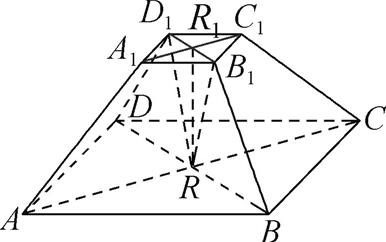 D₁ R₁ C₁
A₁ B₁
D C
R
A B